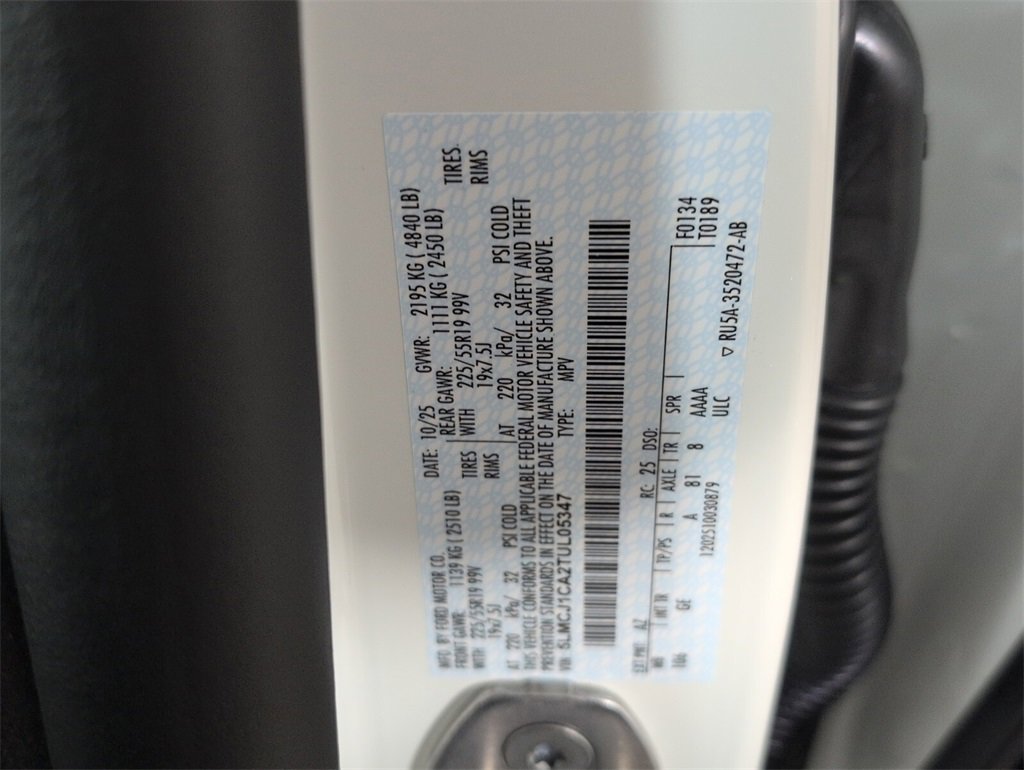 MFD. BY FORD MOTOR CO. DATE: 10/25 GVWR: 2195 KG ( 4840 LB)
FRONT GAWR: 1139 KG ( 2510 LB) REAR GAWR: 1111 KG ( 2450 LB)
WITH 225/55R19 99V TIRES WITH 225/55R19 99V TIRES
19x7.5J RIMS 19x7.5J RIMS
AT 220 kPa/ 32 PSI COLD AT 220 kPa/ 32 PSI COLD
THIS VEHICLE CONFORMS TO ALL APPLICABLE FEDERAL MOTOR VEHICLE SAFETY AND THEFT
PREVENTION STANDARDS IN EFFECT ON THE DATE OF MANUFACTURE SHOWN ABOVE.
VIN: 5LMCJ1CA2TUL05347 TYPE: MPV
EXT PNT: AZ RC: 25 DSO: F0134
WB INT TR TP/PS R AXLE TR SPR T0189
106 GE A 81 8 AAAA
1202510030879 ULC ▽ RU5A-3520472-AB